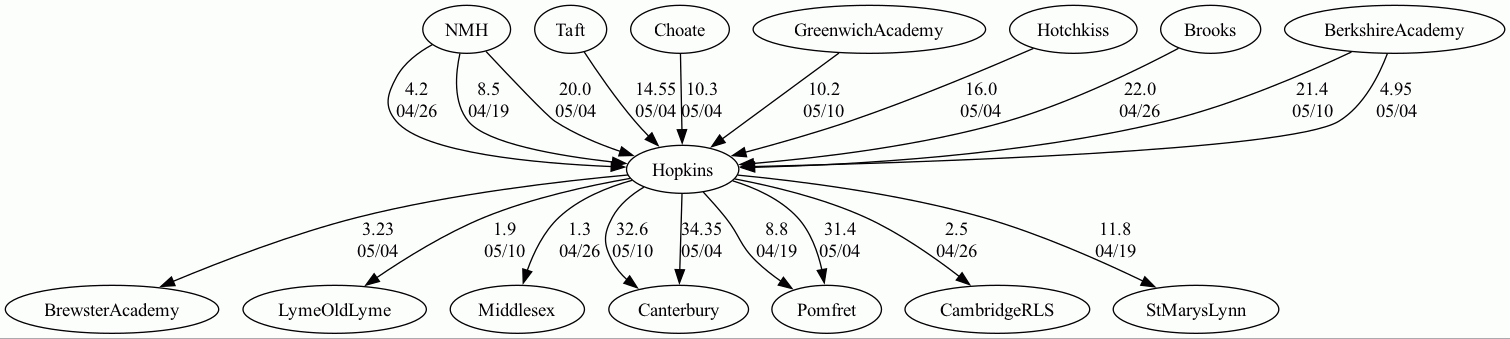 NMH
Taft
Choate
GreenwichAcademy
Hotchkiss
Brooks
BerkshireAcademy
4.2
04/26
8.5
04/19
20.0
05/04
14.55
05/04
10.3
05/04
10.2
05/10
16.0
05/04
22.0
04/26
21.4
05/10
4.95
05/04
Hopkins
3.23
05/04
1.9
05/10
1.3
04/26
32.6
05/10
34.35
05/04
8.8
04/19
31.4
05/04
2.5
04/26
11.8
04/19
BrewsterAcademy
LymeOldLyme
Middlesex
Canterbury
Pomfret
CambridgeRLS
StMarysLynn